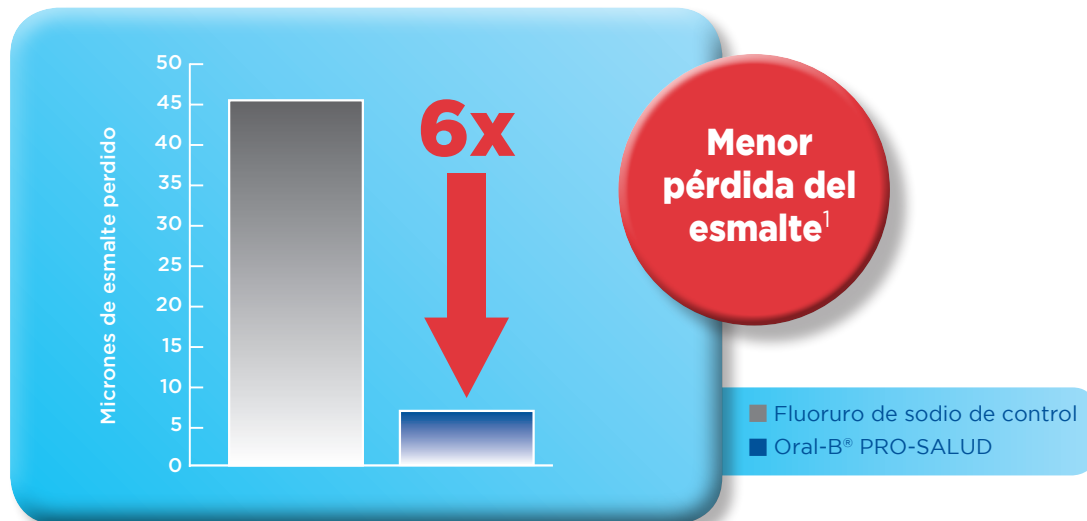 50
45
40
35
30
25
20
15
10
5
0
Micrones de esmalte perdido
6x
Menor
pérdida del
esmalte¹
Fluoruro de sodio de control
Oral-B® PRO-SALUD